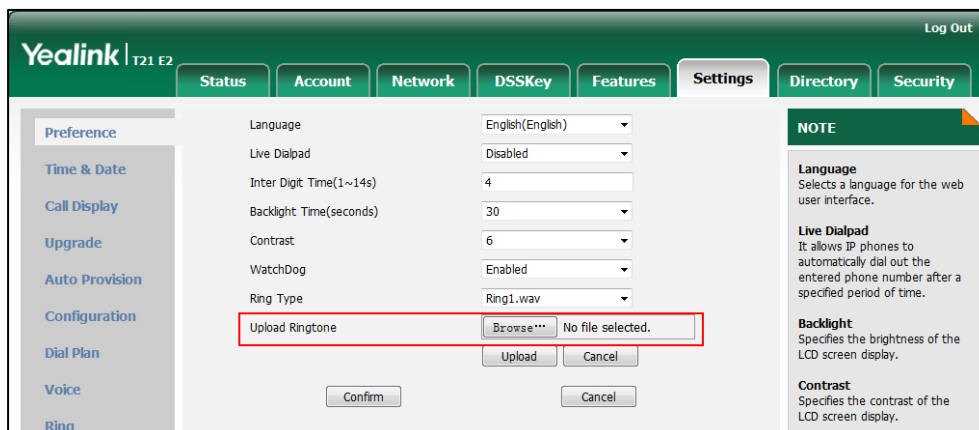 Log Out
Yealink | T21 E2
Status Account Network DSSKey Features Settings Directory Security
Preference
Time & Date
Call Display
Upgrade
Auto Provision
Configuration
Dial Plan
Voice
Ring
Language English(English)
Live Dialpad Disabled
Inter Digit Time(1~14s) 4
Backlight Time(seconds) 30
Contrast 6
WatchDog Enabled
Ring Type Ring1.wav
Upload Ringtone Browse··· No file selected.
Upload Cancel
Confirm Cancel
NOTE
Language
Selects a language for the web
user interface.
Live Dialpad
It allows IP phones to
automatically dial out the
entered phone number after a
specified period of time.
Backlight
Specifies the brightness of the
LCD screen display.
Contrast
Specifies the contrast of the
LCD screen display.